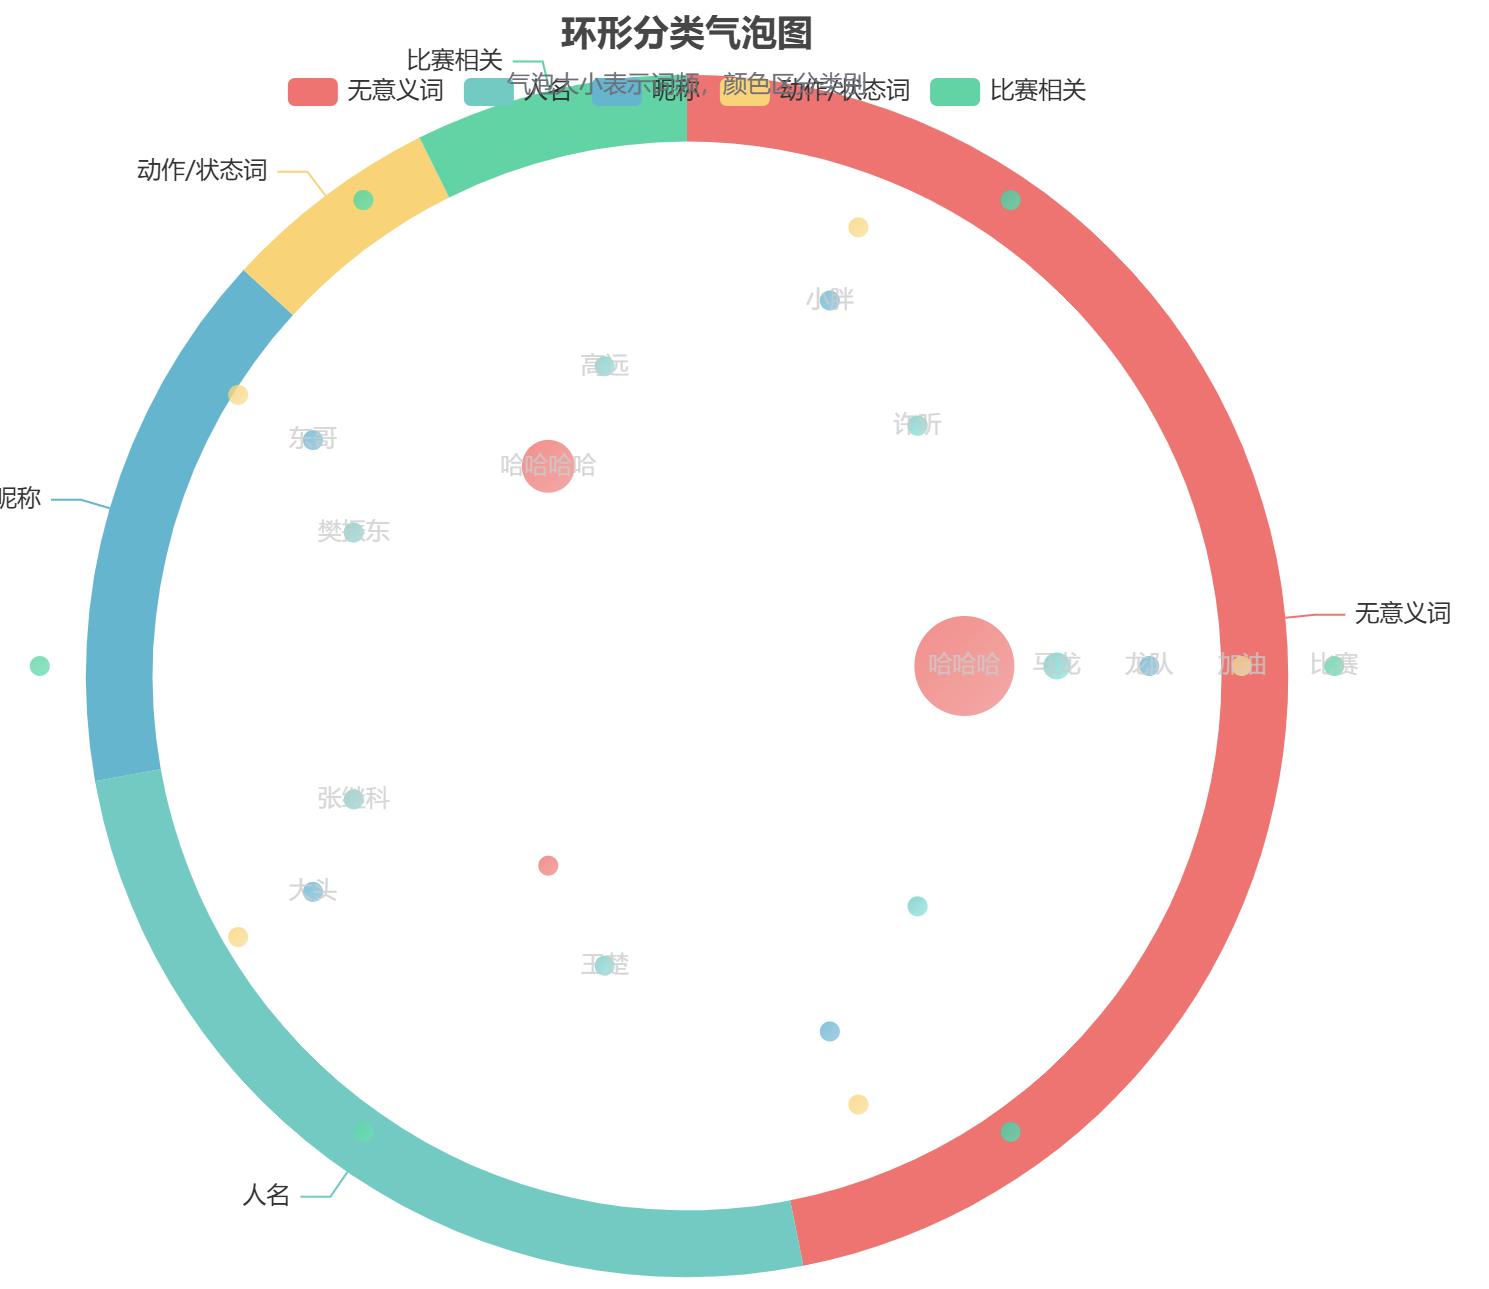 环形分类气泡图
比赛相关
气泡大小表示词频，颜色区分类别
无意义词 人名 昵称 动作/状态词 比赛相关
动作/状态词
小胖
高远
许昕
东哥
哈哈哈哈
昵称
樊振东
无意义词
哈哈哈 马龙 龙队 加油 比赛
张继科
大头
王楚
人名